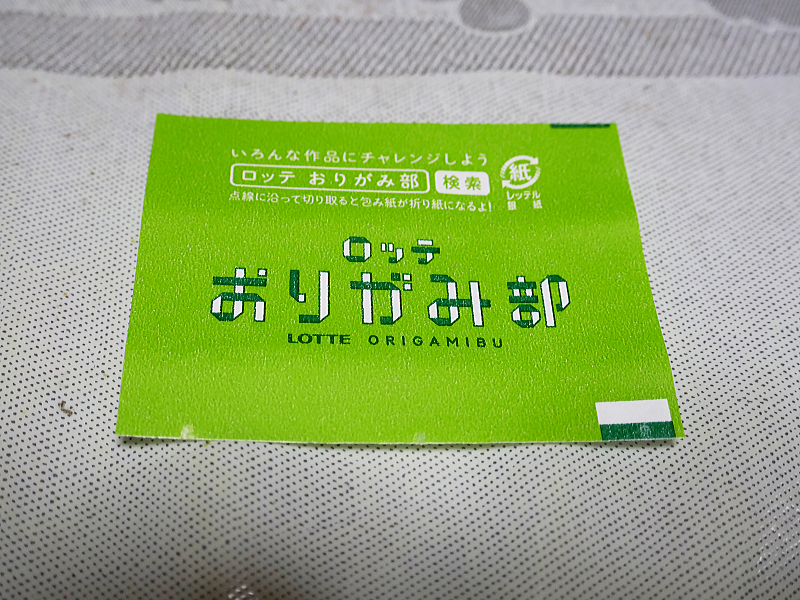 いろんな作品にチャレンジしよう
ロッテ おりがみ部 検索
点線に沿って切り取ると包み紙が折り紙になるよ!
紙
レッテル
銀紙
ロッテ
おりがみ部
LOTTE ORIGAMIBU